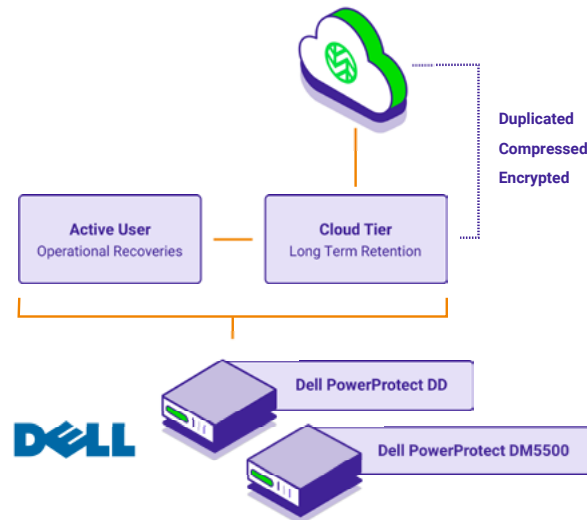 Duplicated
Compressed
Encrypted
Active User
Operational Recoveries
Cloud Tier
Long Term Retention
Dell PowerProtect DD
DELL
Dell PowerProtect DM5500